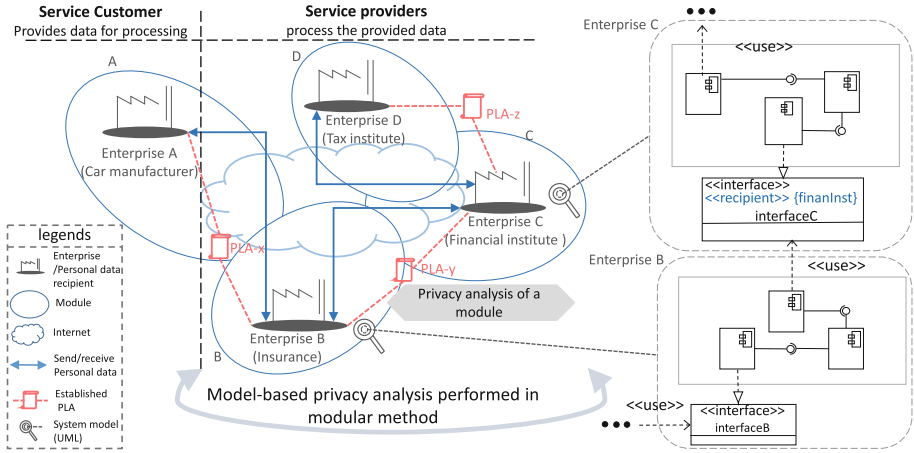 Service Customer
Provides data for processing
Service providers
process the provided data
A
Enterprise A
(Car manufacturer)
D
Enterprise D
(Tax institute)
PLA-z
C
Enterprise C
(Financial institute )
PLA-x
PLA-y
Privacy analysis of a
module
Enterprise B
(Insurance)
B
Model-based privacy analysis performed in
modular method
legends
Enterprise
/Personal data
recipient
Module
Internet
Send/receive
Personal data
Established
PLA
System model
(UML)
Enterprise C
<<use>>
<<interface>>
<<recipient>> {finanInst}
interfaceC
Enterprise B
<<use>>
<<use>>
<<interface>>
interfaceB